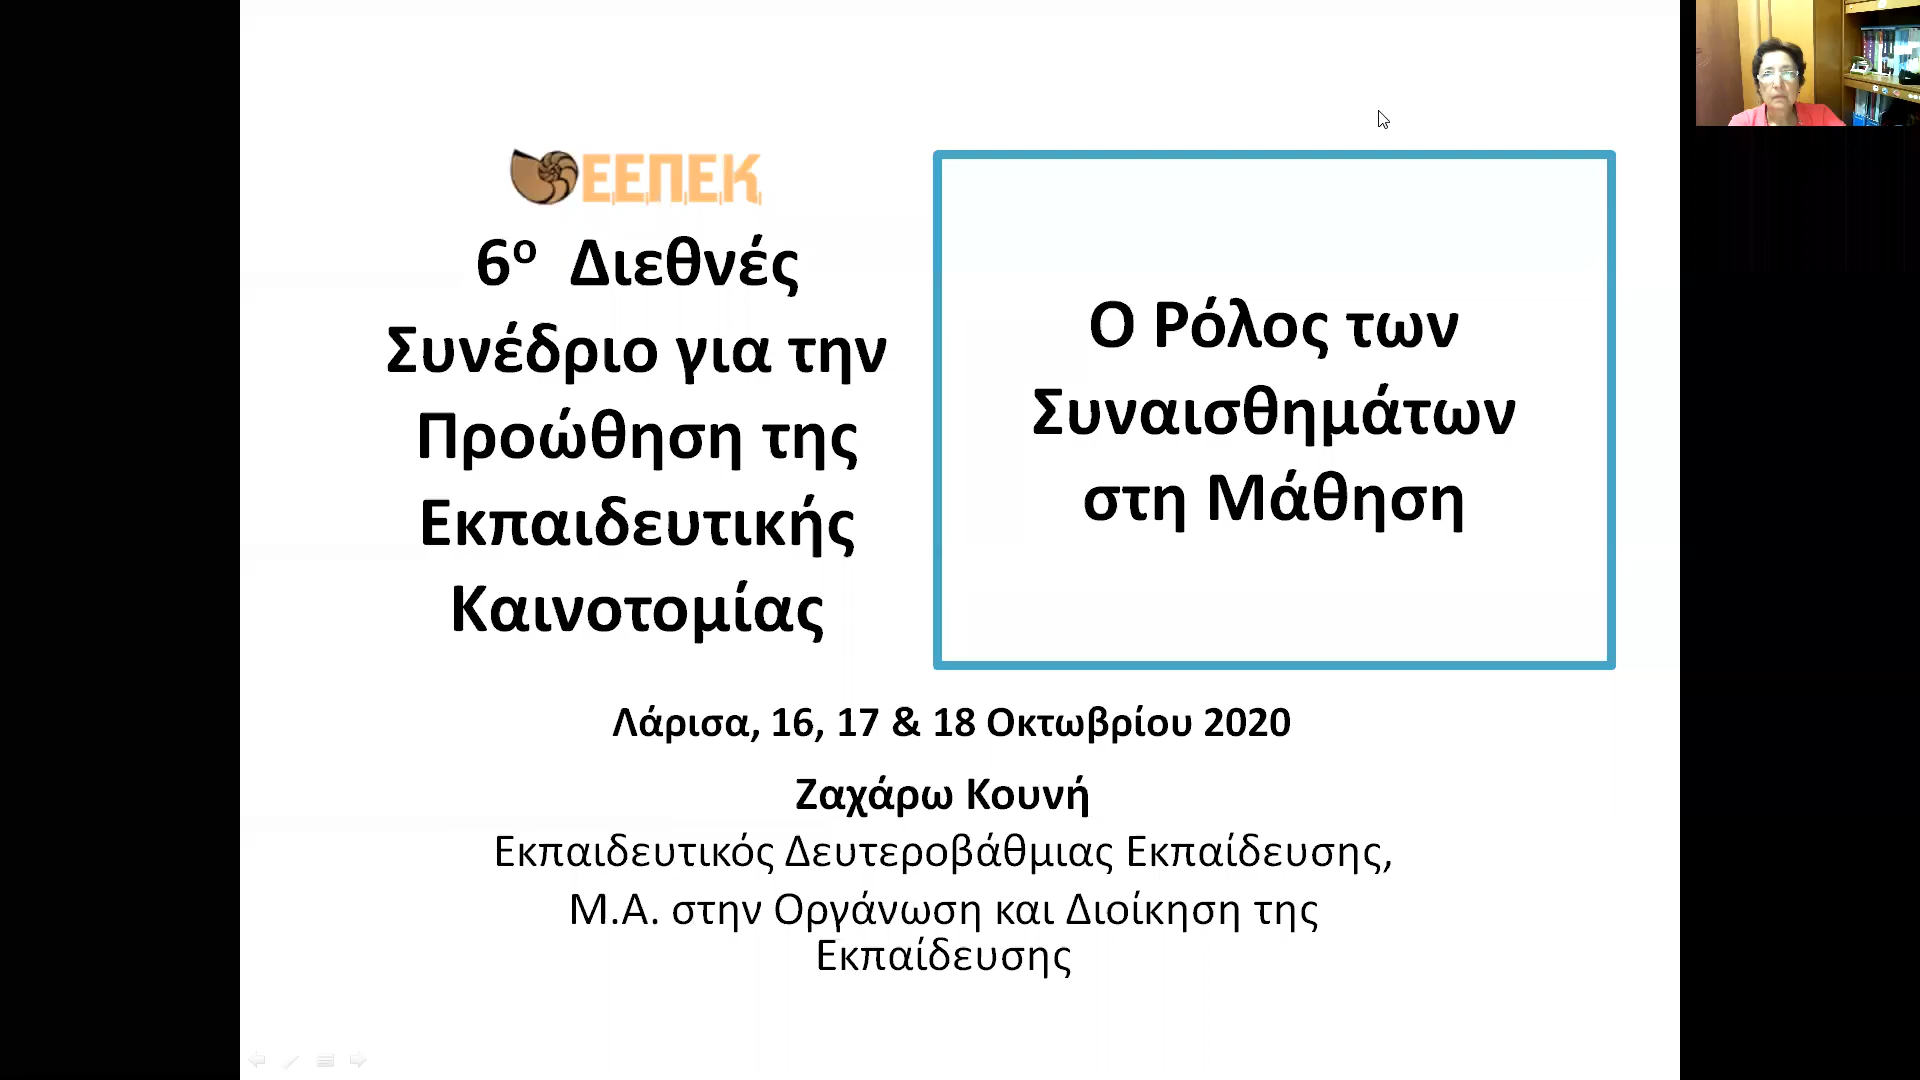 Ε.Ε.Π.Ε.Κ.
6ο Διεθνές
Συνέδριο για την
Προώθηση της
Εκπαιδευτικής
Καινοτομίας
Ο Ρόλος των
Συναισθημάτων
στη Μάθηση
Λάρισα, 16, 17 & 18 Οκτωβρίου 2020
Ζαχάρω Κουνή
Εκπαιδευτικός Δευτεροβάθμιας Εκπαίδευσης,
Μ.Α. στην Οργάνωση και Διοίκηση της
Εκπαίδευσης